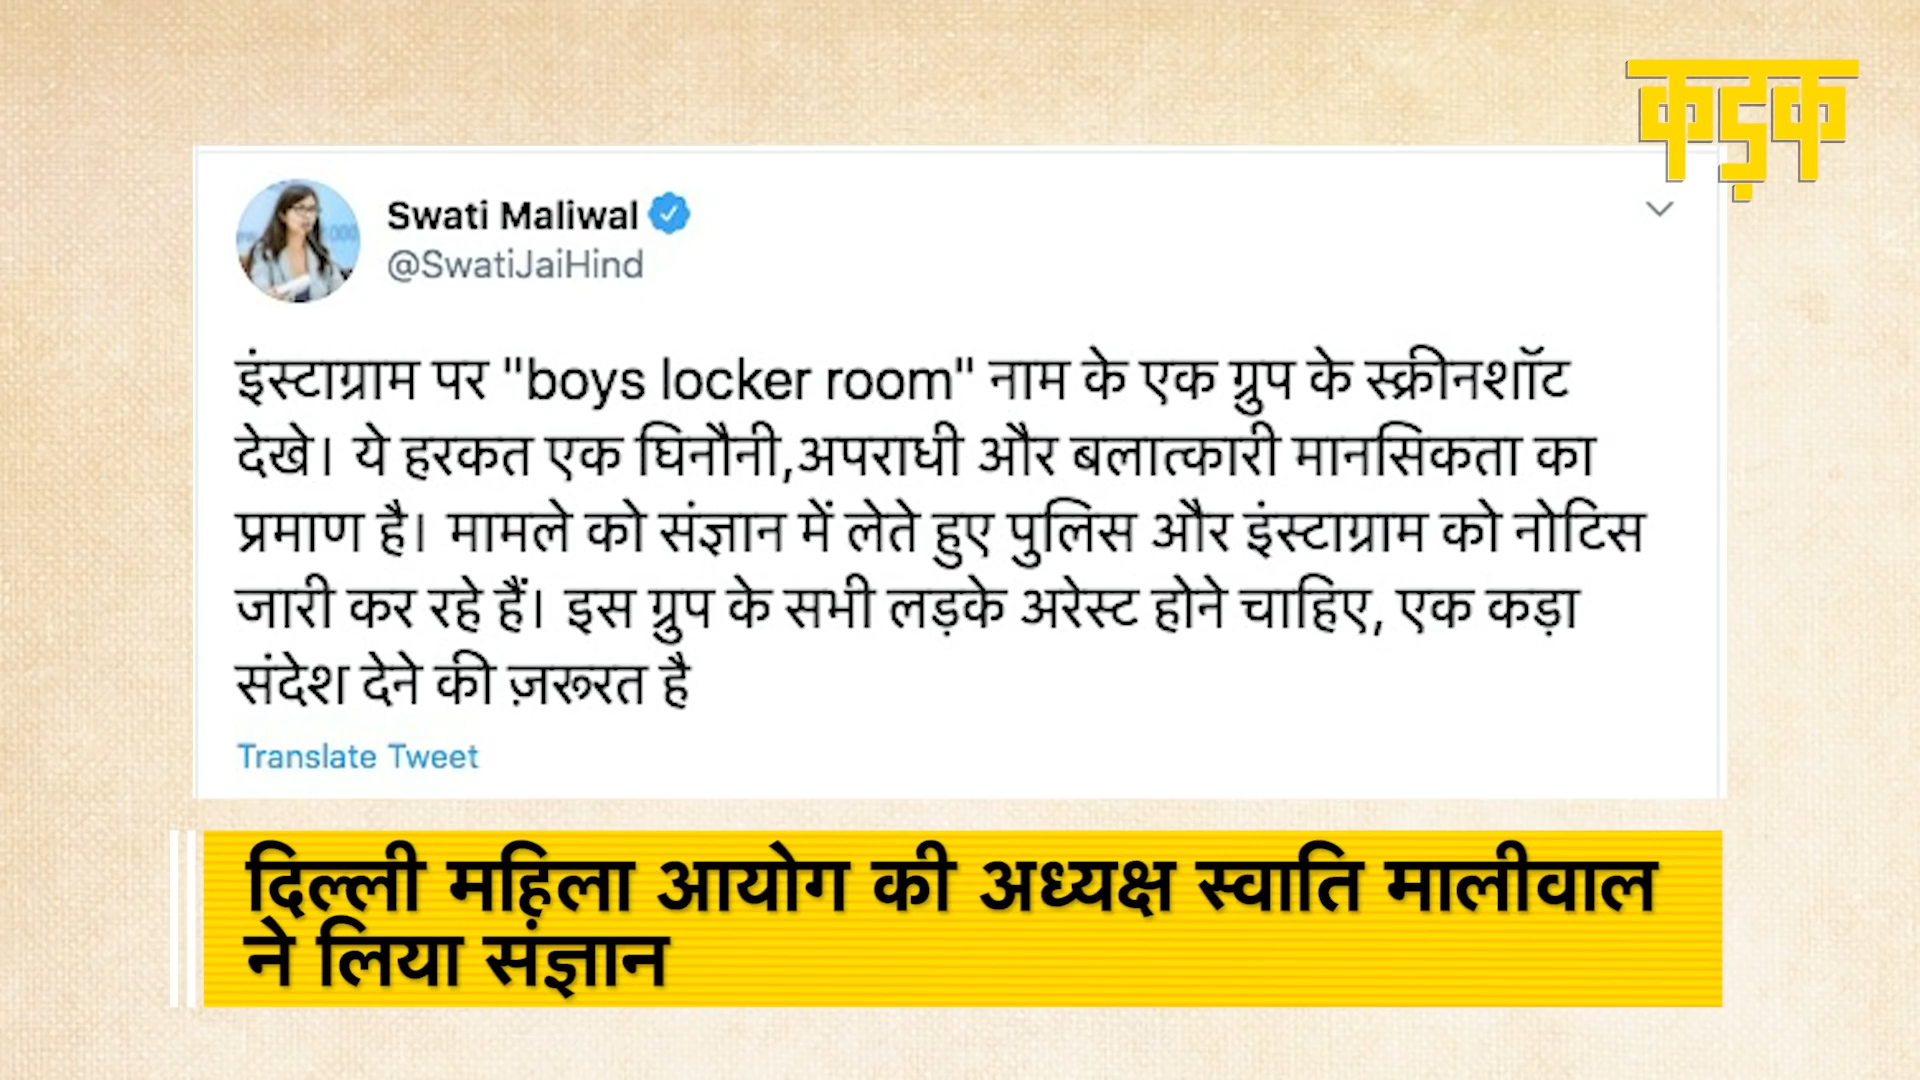 कड़क
Swati Maliwal
@SwatiJaiHind
इंस्टाग्राम पर "boys locker room" नाम के एक ग्रुप के स्क्रीनशॉट
देखे। ये हरकत एक घिनौनी,अपराधी और बलात्कारी मानसिकता का
प्रमाण है। मामले को संज्ञान में लेते हुए पुलिस और इंस्टाग्राम को नोटिस
जारी कर रहे हैं। इस ग्रुप के सभी लड़के अरेस्ट होने चाहिए, एक कड़ा
संदेश देने की ज़रूरत है
Translate Tweet
दिल्ली महिला आयोग की अध्यक्ष स्वाति मालीवाल
ने लिया संज्ञान